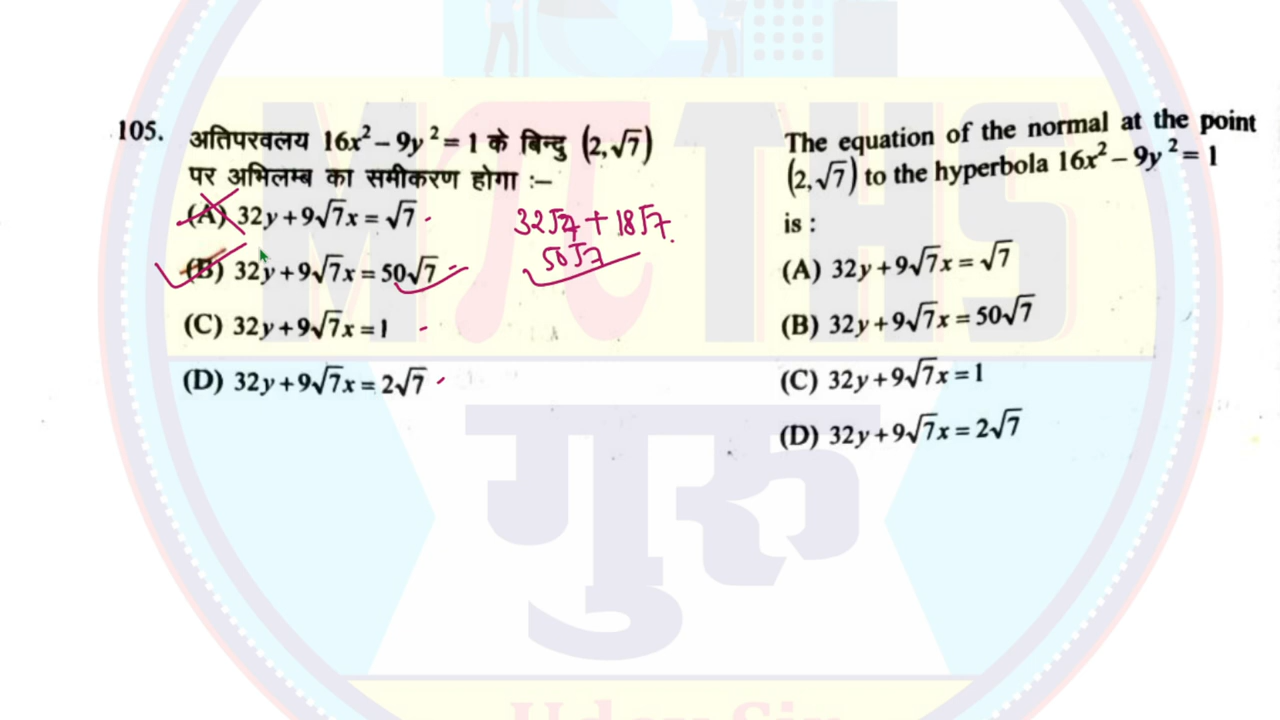 MATHS
105. अतिपरवलय 16x² – 9y² = 1 के बिन्दु (2, √7)
पर अभिलम्ब का समीकरण होगा :–
(A) 32y + 9√7x = √7
(B) 32y + 9√7x = 50√7
(C) 32y + 9√7x = 1
(D) 32y + 9√7x = 2√7
32√7 + 18√7
50√7
The equation of the normal at the point
(2, √7) to the hyperbola 16x² – 9y² = 1
is :
(A) 32y + 9√7x = √7
(B) 32y + 9√7x = 50√7
(C) 32y + 9√7x = 1
(D) 32y + 9√7x = 2√7
गुरु
Uday Sir